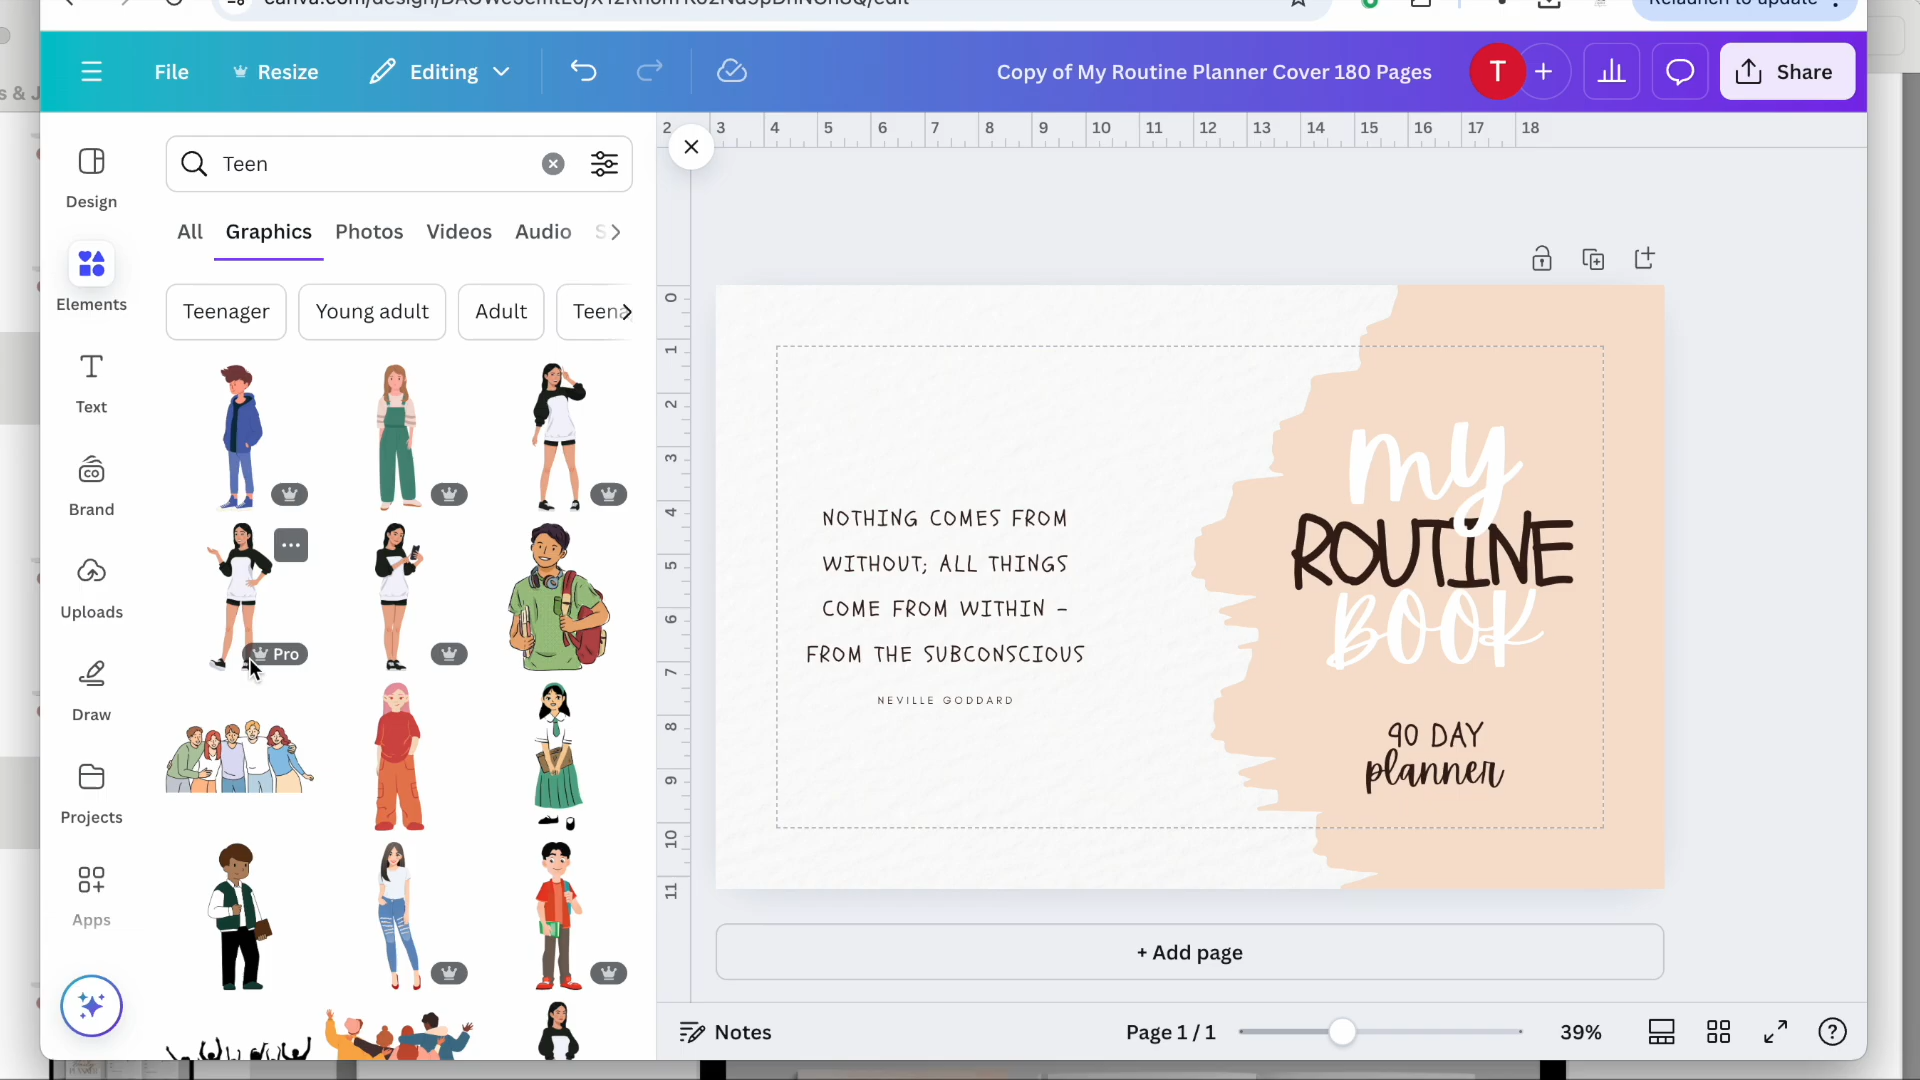 File
Resize
Editing
Copy of My Routine Planner Cover 180 Pages
T
Share
Design
Elements
Text
Brand
Uploads
Draw
Projects
Apps
Teen
All
Graphics
Photos
Videos
Audio
Teenager
Young adult
Adult
Pro
2 3 4 5 6 7 8 9 10 11 12 13 14 15 16 17 18
0
1
2
3
4
5
6
7
8
9
10
11
NOTHING COMES FROM
WITHOUT; ALL THINGS
COME FROM WITHIN –
FROM THE SUBCONSCIOUS
NEVILLE GODDARD
my
ROUTINE
BOOK
90 DAY
planner
+ Add page
Notes
Page 1 / 1
39%